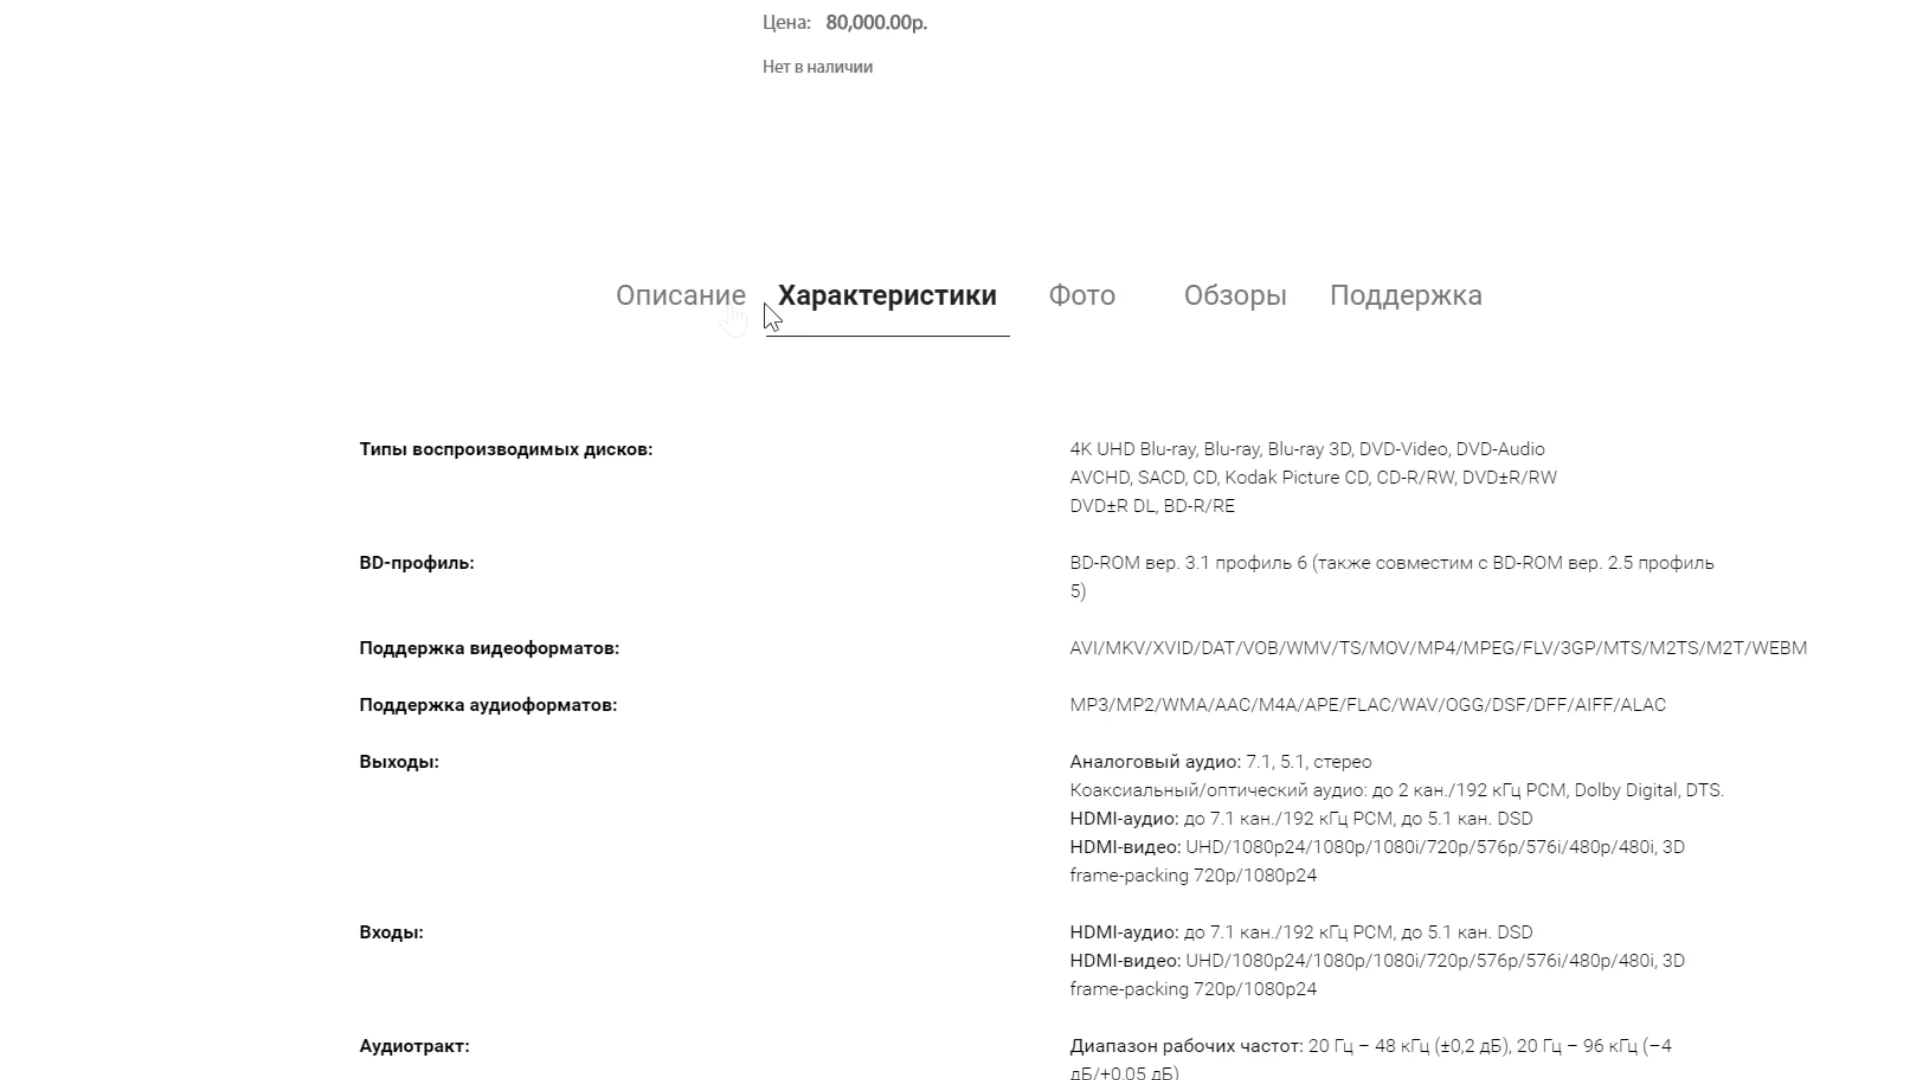 Цена: 80,000.00р.
Нет в наличии
Описание Характеристики Фото Обзоры Поддержка
Типы воспроизводимых дисков: 4K UHD Blu-ray, Blu-ray, Blu-ray 3D, DVD-Video, DVD-Audio
AVCHD, SACD, CD, Kodak Picture CD, CD-R/RW, DVD±R/RW
DVD±R DL, BD-R/RE
BD-профиль: BD-ROM вер. 3.1 профиль 6 (также совместим с BD-ROM вер. 2.5 профиль
5)
Поддержка видеоформатов: AVI/MKV/XVID/DAT/VOB/WMV/TS/MOV/MP4/MPEG/FLV/3GP/MTS/M2TS/M2T/WEBM
Поддержка аудиоформатов: MP3/MP2/WMA/AAC/M4A/APE/FLAC/WAV/OGG/DSF/DFF/AIFF/ALAC
Выходы: Аналоговый аудио: 7.1, 5.1, стерео
Коаксиальный/оптический аудио: до 2 кан./192 кГц PCM, Dolby Digital, DTS.
HDMI-аудио: до 7.1 кан./192 кГц PCM, до 5.1 кан. DSD
HDMI-видео: UHD/1080p24/1080p/1080i/720p/576p/576i/480p/480i, 3D
frame-packing 720p/1080p24
Входы: HDMI-аудио: до 7.1 кан./192 кГц PCM, до 5.1 кан. DSD
HDMI-видео: UHD/1080p24/1080p/1080i/720p/576p/576i/480p/480i, 3D
frame-packing 720p/1080p24
Аудиотракт: Диапазон рабочих частот: 20 Гц – 48 кГц (±0,2 дБ), 20 Гц – 96 кГц (–4
дБ/+0,05 дБ)